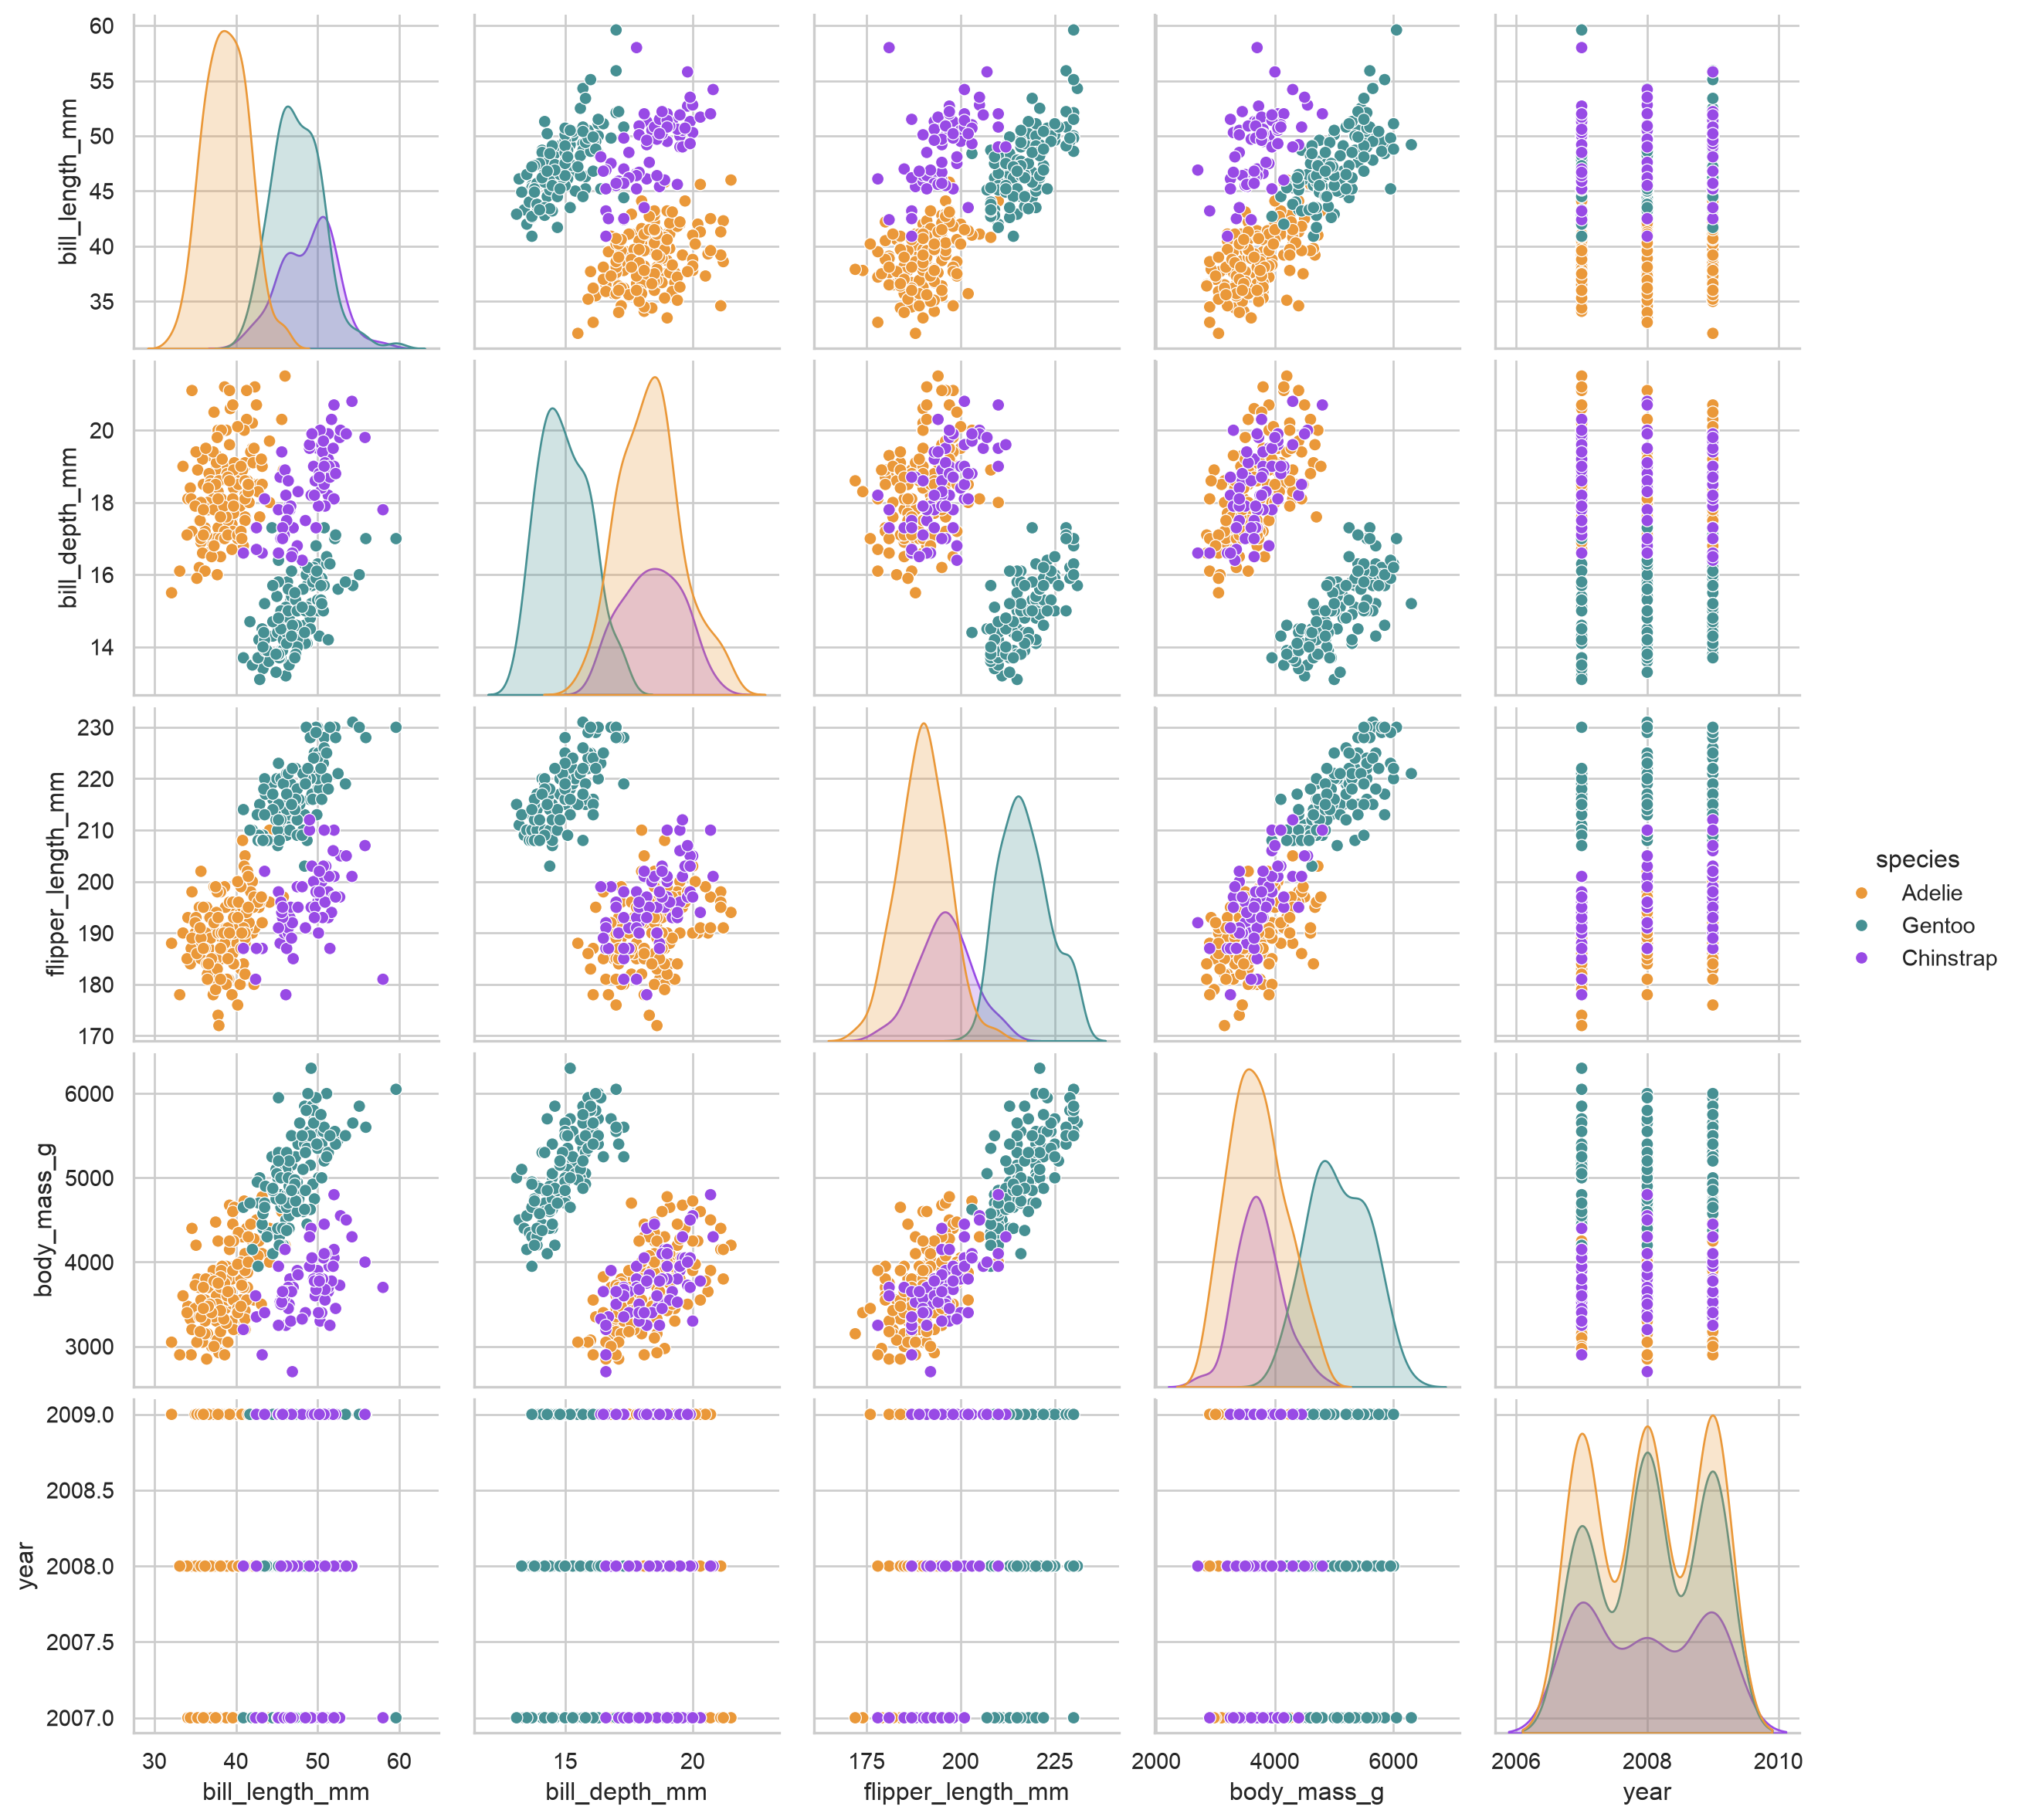 60
55
50
45
40
35
bill_length_mm
20
18
16
14
bill_depth_mm
230
220
210
200
190
180
170
flipper_length_mm
species
Adelie
Gentoo
Chinstrap
6000
5000
4000
3000
body_mass_g
2009.0
2008.5
2008.0
2007.5
2007.0
year
30 40 50 60
bill_length_mm
15 20
bill_depth_mm
175 200 225
flipper_length_mm
2000 4000 6000
body_mass_g
2006 2008 2010
year